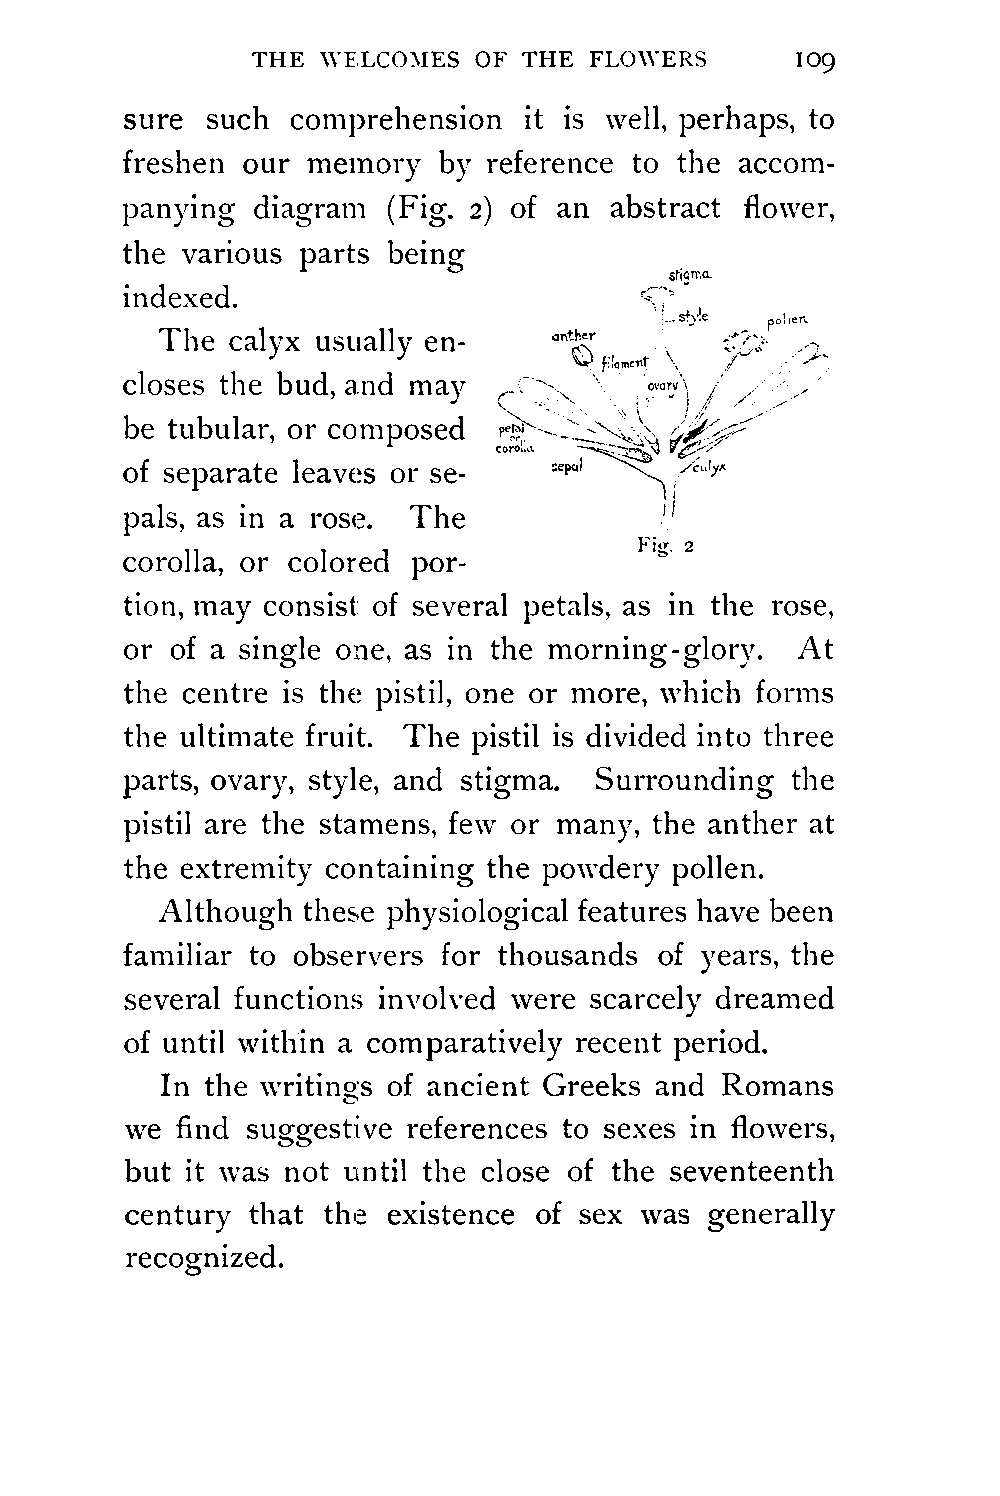 THE WELCOMES OF THE FLOWERS 109
sure such comprehension it is well, perhaps, to
freshen our memory by reference to the accom-
panying diagram (Fig. 2) of an abstract flower,
the various parts being
indexed.
The calyx usually en-
closes the bud, and may
be tubular, or composed
of separate leaves or se-
pals, as in a rose. The
corolla, or colored por-
stigma
style
pollen
anther
filament
ovary
petal
or
corolla
sepal
calyx
Fig. 2
tion, may consist of several petals, as in the rose,
or of a single one, as in the morning-glory. At
the centre is the pistil, one or more, which forms
the ultimate fruit. The pistil is divided into three
parts, ovary, style, and stigma. Surrounding the
pistil are the stamens, few or many, the anther at
the extremity containing the powdery pollen.
Although these physiological features have been
familiar to observers for thousands of years, the
several functions involved were scarcely dreamed
of until within a comparatively recent period.
In the writings of ancient Greeks and Romans
we find suggestive references to sexes in flowers,
but it was not until the close of the seventeenth
century that the existence of sex was generally
recognized.